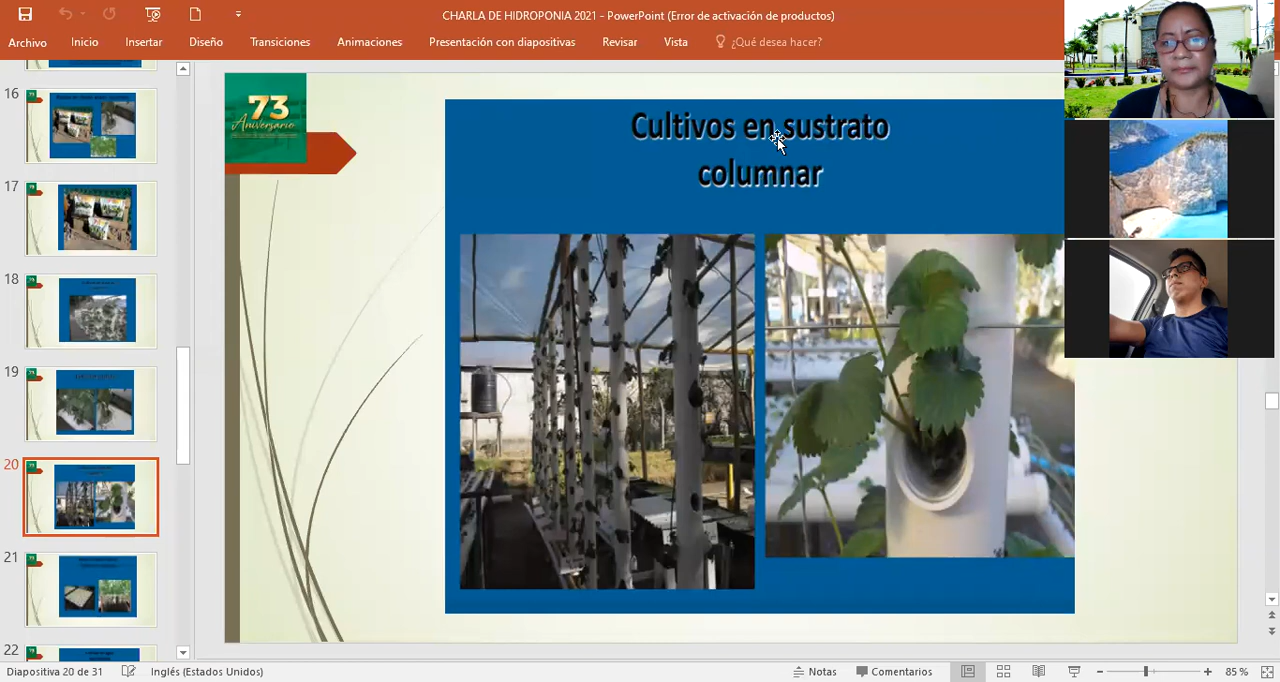 CHARLA DE HIDROPONIA 2021 - PowerPoint (Error de activación de productos)
Archivo Inicio Insertar Diseño Transiciones Animaciones Presentación con diapositivas Revisar Vista ¿Qué desea hacer?
16
17
18
19
20
21
22
73
Aniversario
Cultivos en sustrato
columnar
Diapositiva 20 de 31 Inglés (Estados Unidos) Notas Comentarios 85 %